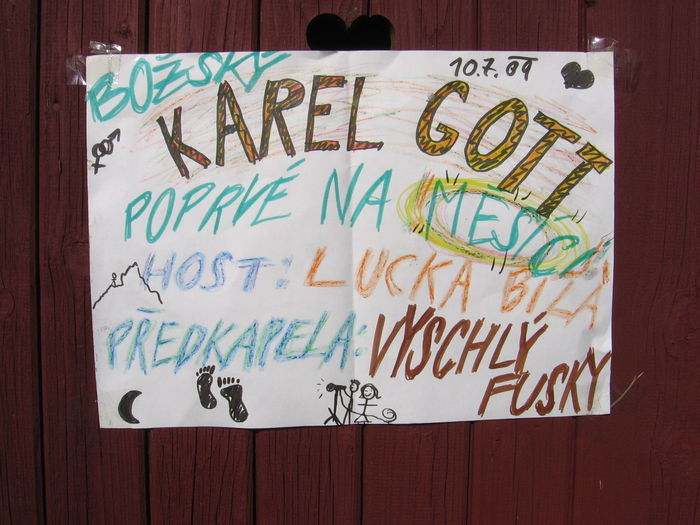 BOŽSKÝ
10.7.09
KAREL GOTT
POPRVÉ NA MĚSÍCI
HOST: LUCKA BÍLÁ
PŘEDKAPELA: VYSCHLÝ
FUSKY